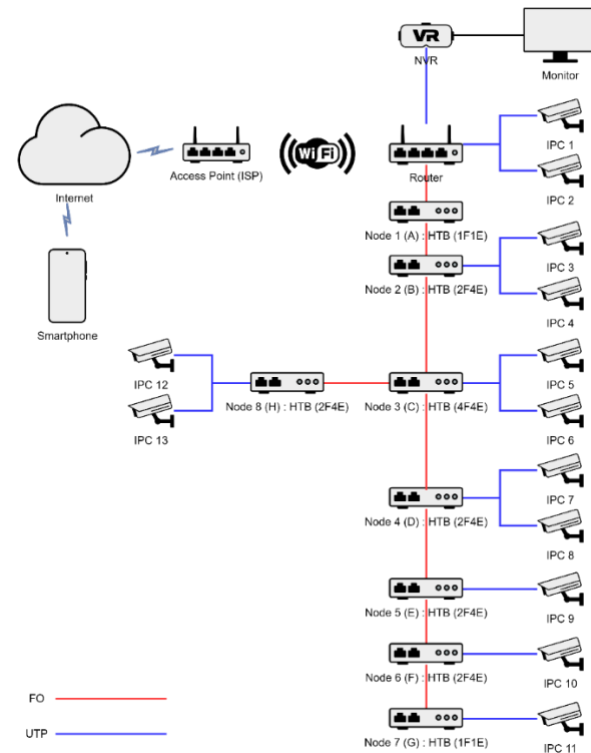 VR
NVR
Monitor
IPC 1
Internet
Access Point (ISP)
WiFi
Router
IPC 2
Node 1 (A) : HTB (1F1E)
IPC 3
Node 2 (B) : HTB (2F4E)
Smartphone
IPC 4
IPC 12
IPC 5
Node 8 (H) : HTB (2F4E)
Node 3 (C) : HTB (4F4E)
IPC 13
IPC 6
IPC 7
Node 4 (D) : HTB (2F4E)
IPC 8
Node 5 (E) : HTB (2F4E)
IPC 9
Node 6 (F) : HTB (2F4E)
IPC 10
FO
UTP
Node 7 (G) : HTB (1F1E)
IPC 11